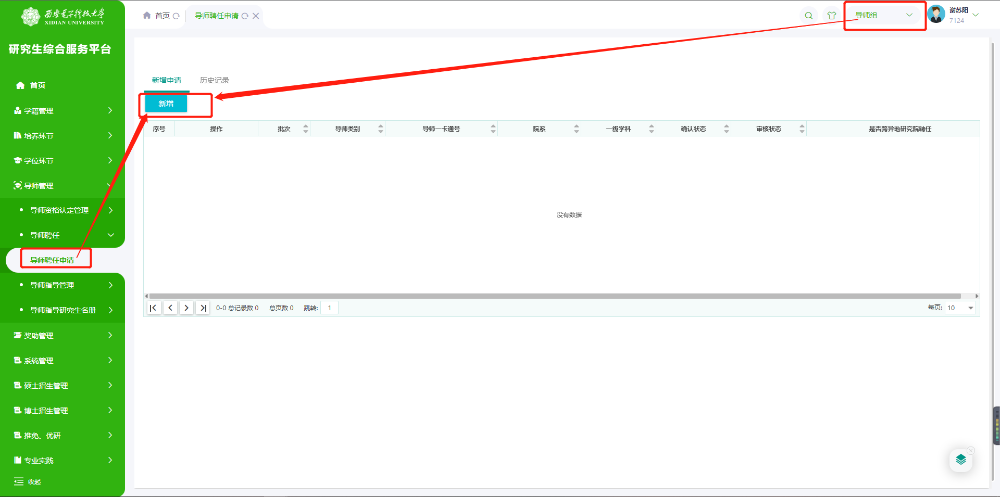 西安电子科技大学
XIDIAN UNIVERSITY
研究生综合服务平台
首页
学籍管理
培养环节
学位环节
导师管理
导师资格认定管理
导师聘任
导师聘任申请
导师指导管理
导师指导研究生名册
奖助管理
系统管理
硕士招生管理
博士招生管理
推免、优研
专业实践
收起
首页 导师聘任申请
导师组
谢苏阳
7124
新增申请 历史记录
新增
序号 操作 批次 导师类别 导师一卡通号 院系 一级学科 确认状态 审核状态 是否跨异地研究院聘任
没有数据
0-0 总记录数 0 总页数 0 跳转: 1 每页: 10